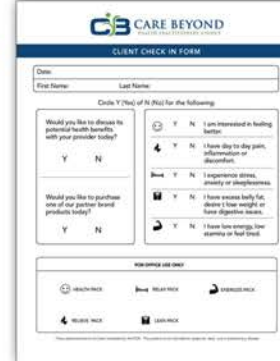 CB CARE BEYOND
CLIENT CHECK IN FORM
Date:
First Name: Last Name:
Circle Y (Yes) of N (No) for the following:
Would you like to discuss its
potential health benefits
with your provider today?
Y N
Would you like to purchase
one of our partner brand
products today?
Y N
Y N I am interested in feeling
better.
Y N I have day to day pain,
inflammation or
discomfort.
Y N I experience stress,
anxiety or sleeplessness.
Y N I have excess belly fat,
desire t lose weight or
have digestive issues.
Y N I have low energy, low
stamina or feel tired.
FOR OFFICE USE ONLY
HEALTH PACK RELAX PACK ENERGIZE PACK
RELIEVE PACK LEAN PACK